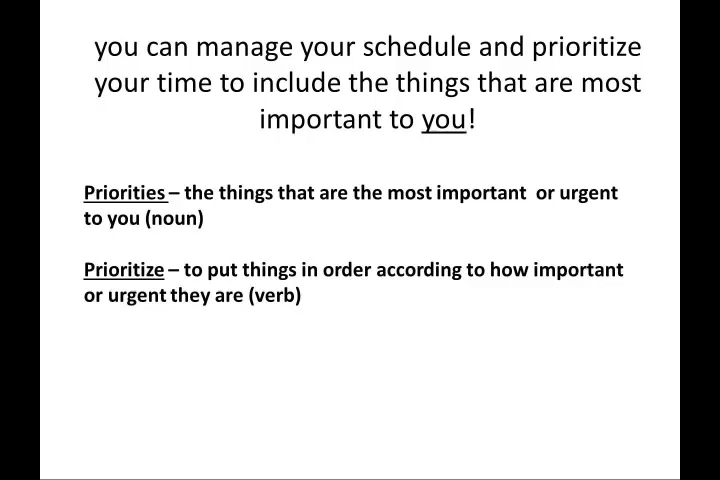 you can manage your schedule and prioritize
your time to include the things that are most
important to you!
Priorities – the things that are the most important or urgent
to you (noun)
Prioritize – to put things in order according to how important
or urgent they are (verb)